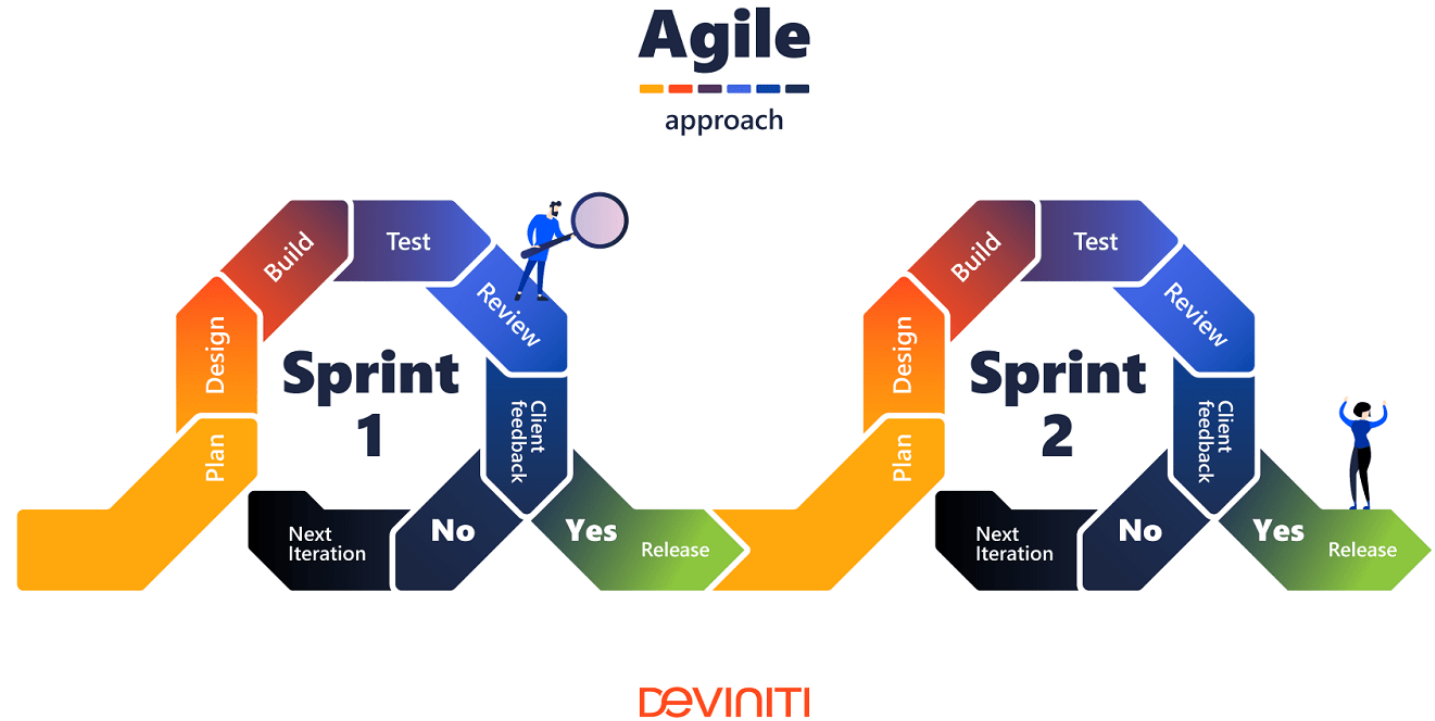 Agile
approach
Plan
Design
Build
Test
Review
Client
feedback
Sprint
1
No
Next
Iteration
Yes
Release
Plan
Design
Build
Test
Review
Client
feedback
Sprint
2
No
Next
Iteration
Yes
Release
DEVINITI